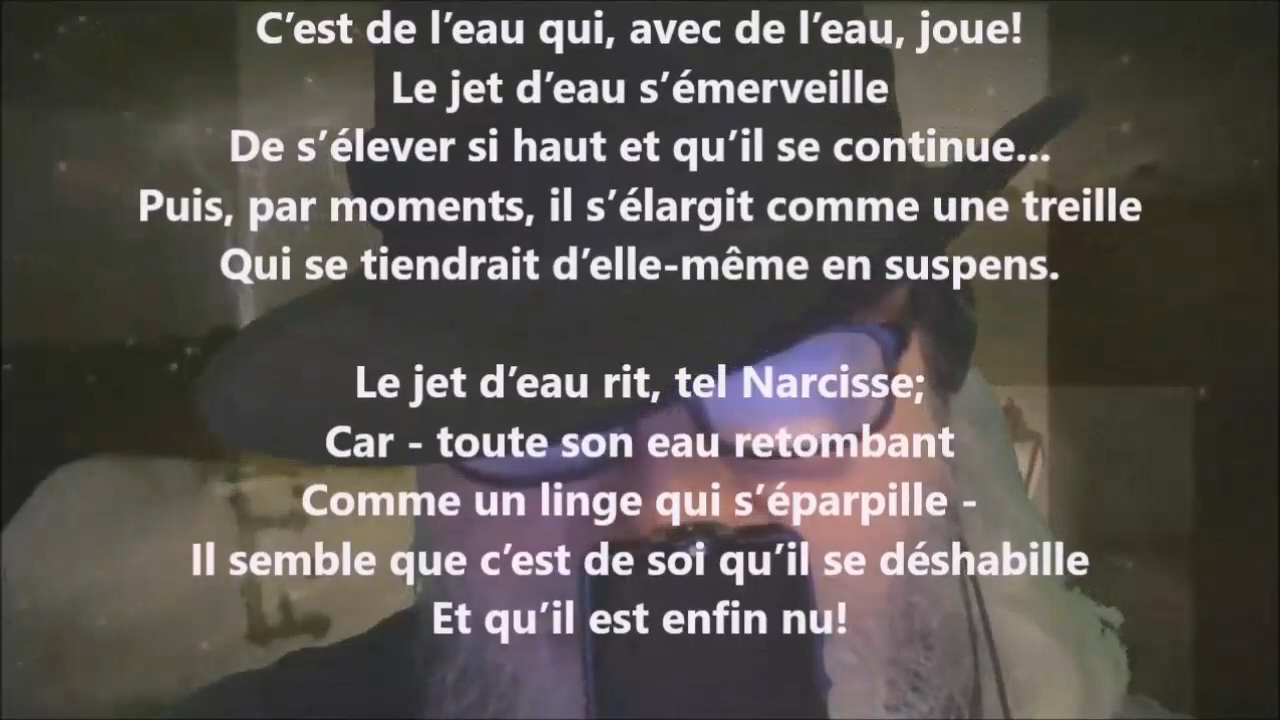 C’est de l’eau qui, avec de l’eau, joue!
Le jet d’eau s’émerveille
De s’élever si haut et qu’il se continue...
Puis, par moments, il s’élargit comme une treille
Qui se tiendrait d’elle-même en suspens.
Le jet d’eau rit, tel Narcisse;
Car - toute son eau retombant
Comme un linge qui s’éparpille -
Il semble que c’est de soi qu’il se déshabille
Et qu’il est enfin nu!